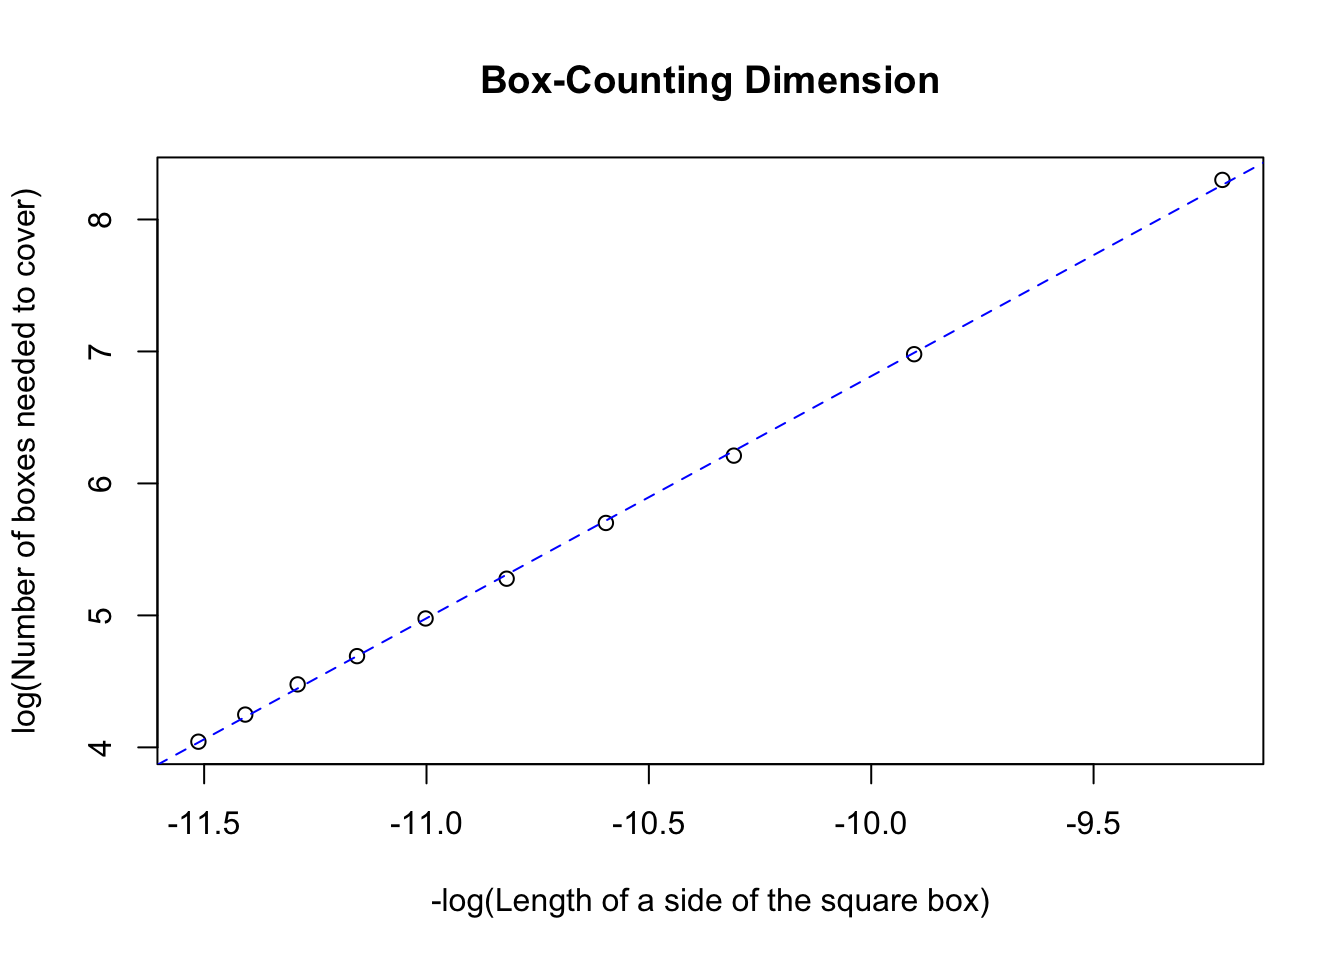 Box-Counting Dimension
log(Number of boxes needed to cover)
8
7
6
5
4
-11.5 -11.0 -10.5 -10.0 -9.5
-log(Length of a side of the square box)